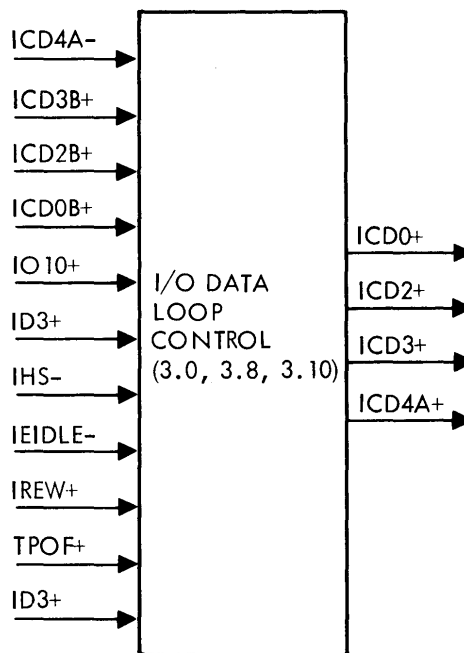 ICD4A-
ICD3B+
ICD2B+
ICD0B+
IO10+
ID3+
IHS-
IEIDLE-
IREW+
TPOF+
ID3+
I/O DATA
LOOP
CONTROL
(3.0, 3.8, 3.10)
ICD0+
ICD2+
ICD3+
ICD4A+